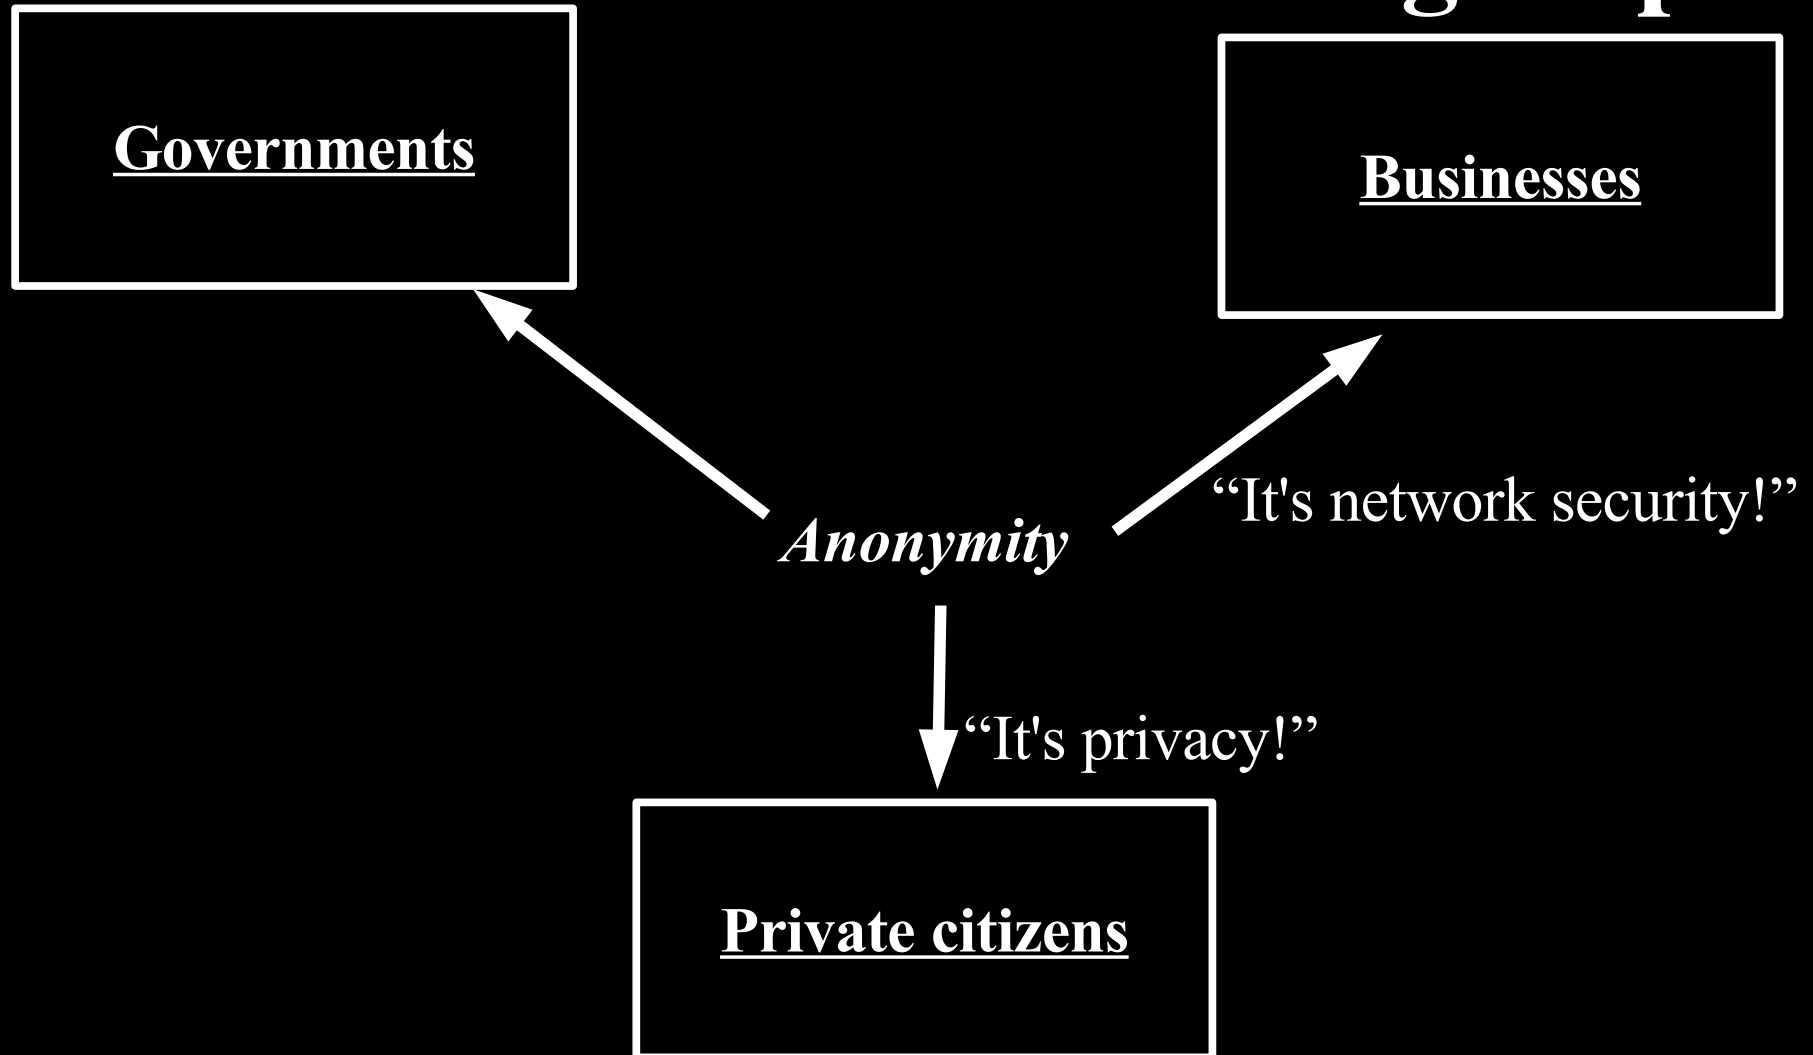 Governments
Businesses
“It's network security!”
Anonymity
“It's privacy!”
Private citizens